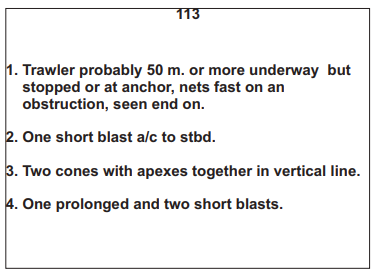 113
1. Trawler probably 50 m. or more underway but
stopped or at anchor, nets fast on an
obstruction, seen end on.
2. One short blast a/c to stbd.
3. Two cones with apexes together in vertical line.
4. One prolonged and two short blasts.